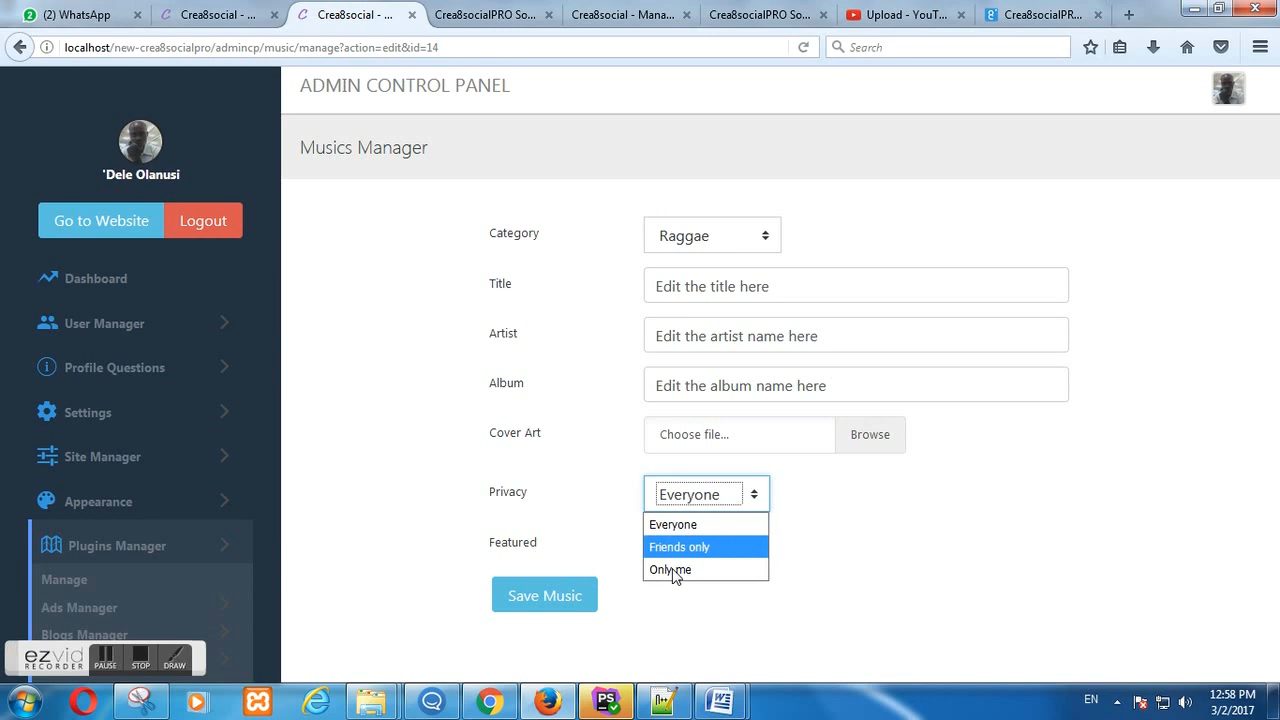 (2) WhatsApp
Crea8social - ...
Crea8social - ...
Crea8socialPRO So...
Crea8social - Mana...
Crea8socialPRO So...
Upload - YouT...
Crea8socialPR...
localhost/new-crea8socialpro/admincp/music/manage?action=edit&id=14
Search
ADMIN CONTROL PANEL
'Dele Olanusi
Go to Website
Logout
Dashboard
User Manager
Profile Questions
Settings
Site Manager
Appearance
Plugins Manager
Manage
Ads Manager
Blogs Manager
Musics Manager
Category
Raggae
Title
Edit the title here
Artist
Edit the artist name here
Album
Edit the album name here
Cover Art
Choose file...
Browse
Privacy
Everyone
Everyone
Friends only
Only me
Featured
Save Music
ezvid
RECORDER
PAUSE
STOP
DRAW
PS
W
EN
12:58 PM
3/2/2017